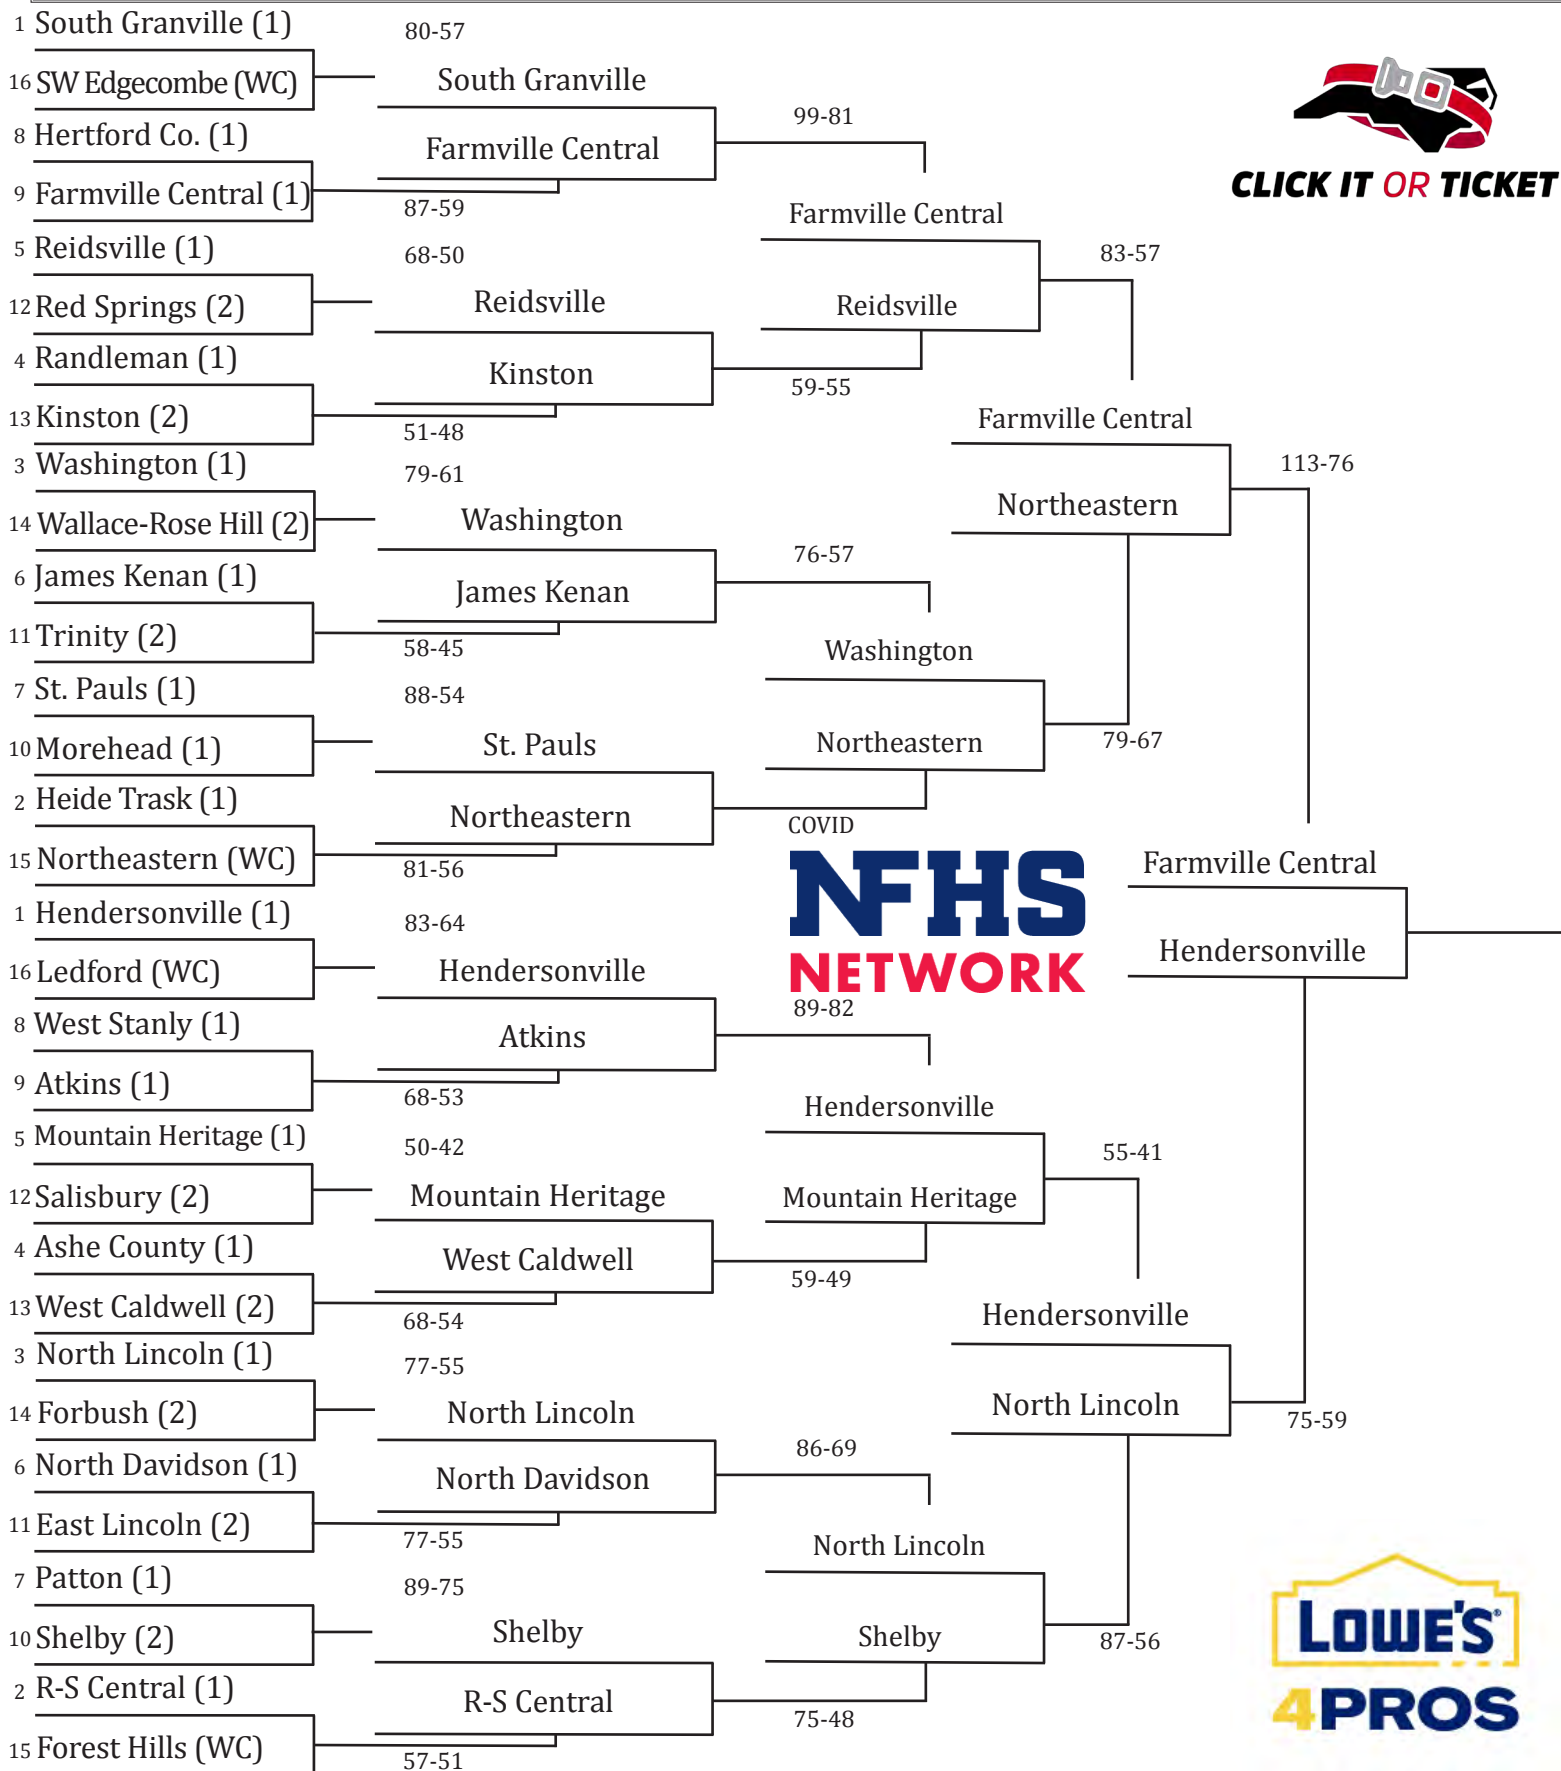 1 South Granville (1)
80-57
16 SW Edgecombe (WC)
South Granville
8 Hertford Co. (1)
99-81
Farmville Central
9 Farmville Central (1)
87-59
CLICK IT OR TICKET
Farmville Central
5 Reidsville (1)
68-50
83-57
12 Red Springs (2)
Reidsville
Reidsville
4 Randleman (1)
Kinston
59-55
13 Kinston (2)
51-48
Farmville Central
3 Washington (1)
79-61
113-76
Northeastern
14 Wallace-Rose Hill (2)
Washington
76-57
6 James Kenan (1)
James Kenan
11 Trinity (2)
58-45
Washington
7 St. Pauls (1)
88-54
10 Morehead (1)
St. Pauls
Northeastern
79-67
2 Heide Trask (1)
Northeastern
COVID
15 Northeastern (WC)
81-56
NFHS
NETWORK
Farmville Central
1 Hendersonville (1)
83-64
Hendersonville
16 Ledford (WC)
Hendersonville
89-82
8 West Stanly (1)
Atkins
9 Atkins (1)
68-53
Hendersonville
5 Mountain Heritage (1)
50-42
55-41
12 Salisbury (2)
Mountain Heritage
Mountain Heritage
4 Ashe County (1)
West Caldwell
59-49
13 West Caldwell (2)
68-54
Hendersonville
3 North Lincoln (1)
77-55
14 Forbush (2)
North Lincoln
North Lincoln
75-59
86-69
6 North Davidson (1)
North Davidson
11 East Lincoln (2)
77-55
North Lincoln
7 Patton (1)
89-75
10 Shelby (2)
Shelby
Shelby
87-56
LOWE'S®
2 R-S Central (1)
R-S Central
75-48
4PROS
15 Forest Hills (WC)
57-51